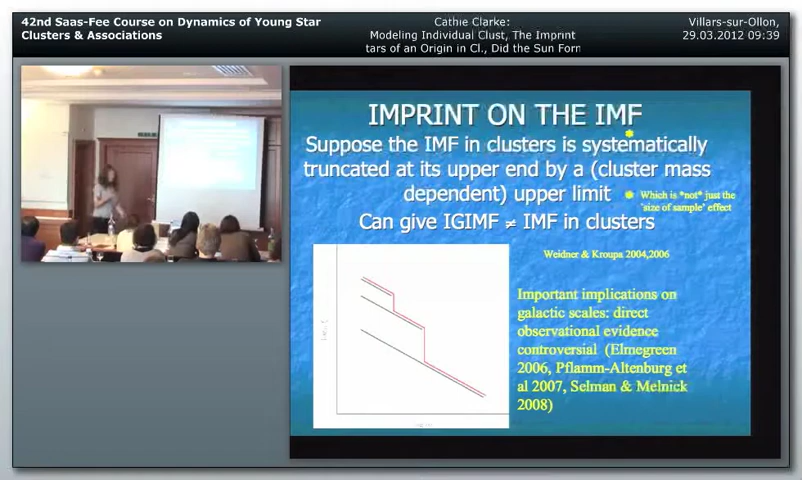 42nd Saas-Fee Course on Dynamics of Young Star
Clusters & Associations
Cathie Clarke:
Modeling Individual Clust, The Imprint
tars of an Origin in Cl., Did the Sun Form
Villars-sur-Ollon,
29.03.2012 09:39
IMPRINT ON THE IMF
Suppose the IMF in clusters is systematically
truncated at its upper end by a (cluster mass
dependent) upper limit
* Which is *not* just the
'size of sample' effect
Can give IGIMF ≠ IMF in clusters
Weidner & Kroupa 2004,2006
Important implications on
galactic scales: direct
observational evidence
controversial (Elmegreen
2006, Pflamm-Altenburg et
al 2007, Selman & Melnick
2008)